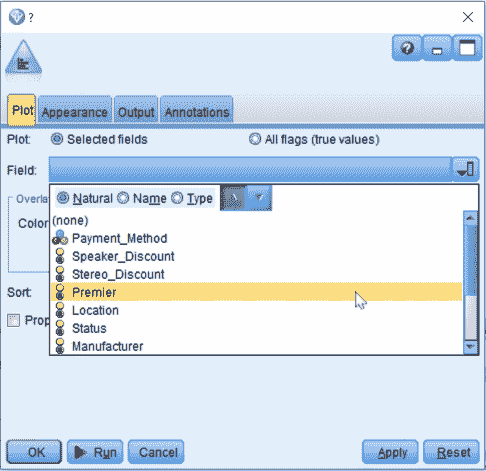 ?
Plot Appearance Output Annotations
Plot: Selected fields All flags (true values)
Field:
Overla
Natural Name Type
Color
(none)
Payment_Method
Speaker_Discount
Stereo_Discount
Premier
Sort:
Location
Prop
Status
Manufacturer
OK Run Cancel Apply Reset